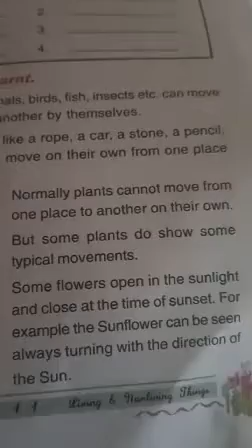 2.
3.
4.
arnt.
als, birds, fish, insects etc. can move
another by themselves.
like a rope, a car, a stone, a pencil,
move on their own from one place
Normally plants cannot move from
one place to another on their own.
But some plants do show some
typical movements.
Some flowers open in the sunlight
and close at the time of sunset. For
example the Sunflower can be seen
always turning with the direction of
the Sun.
Living & Nonliving Things